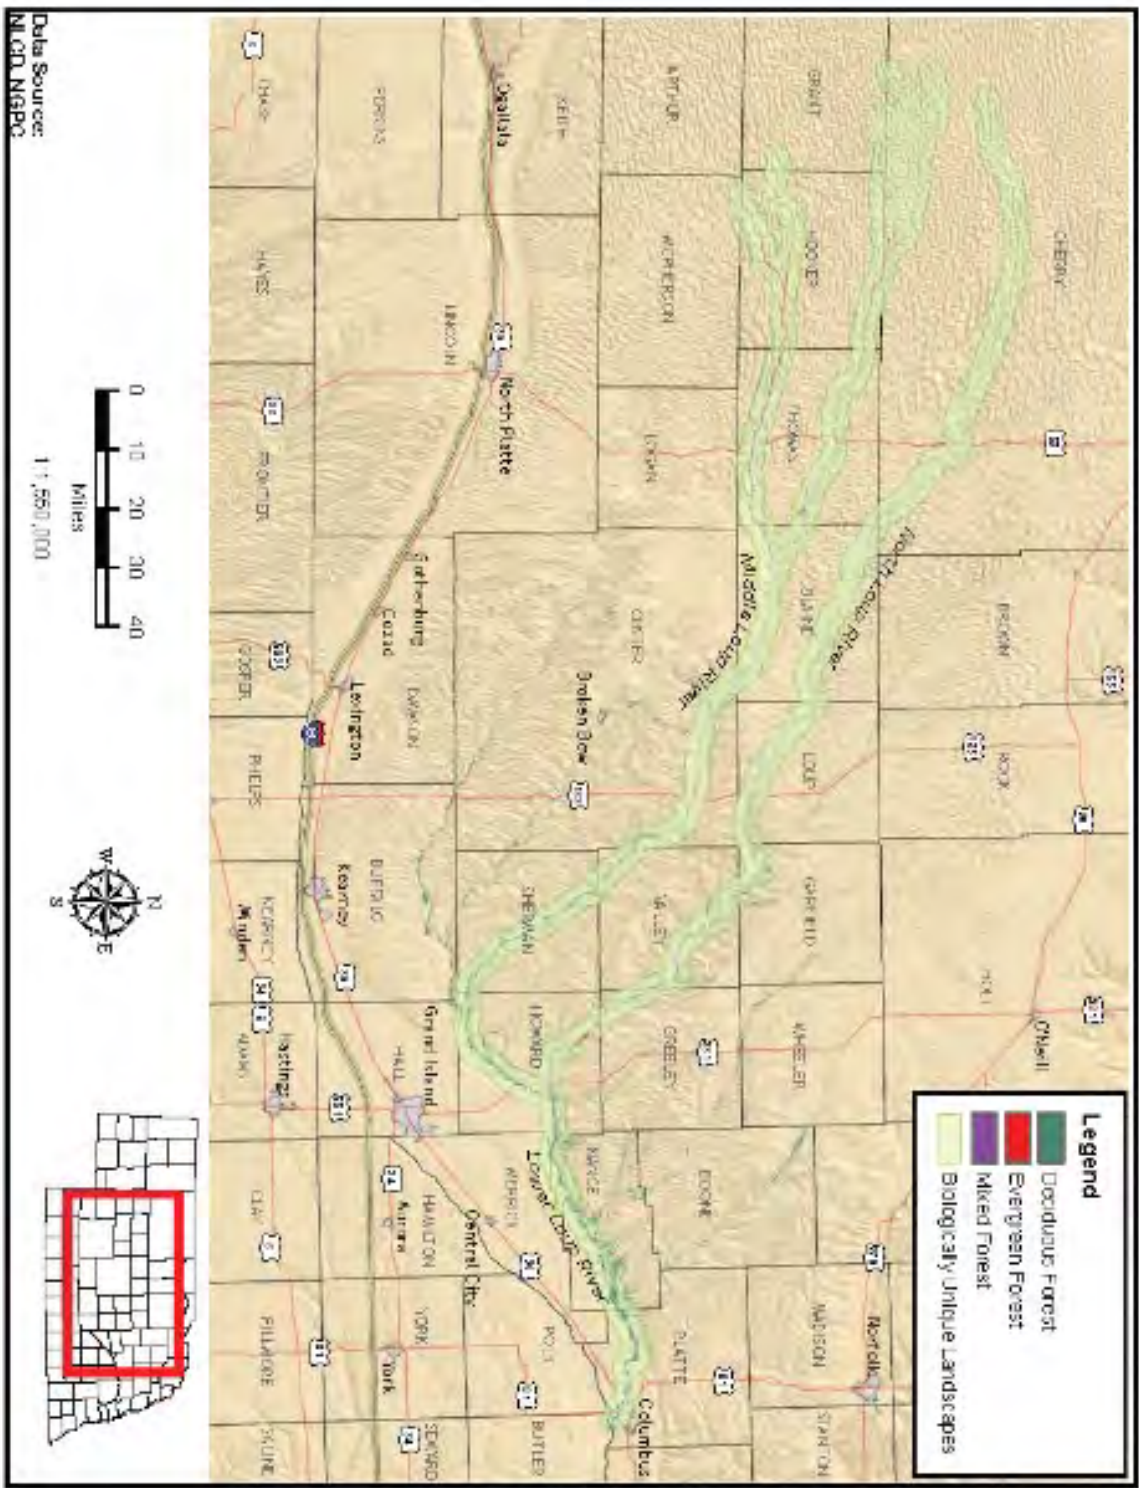 Legend
Deciduous Forest
Evergreen Forest
Mixed Forest
Biologically Unique Landscapes
CHERRY
BROWN
ROCK
HOLT
O'Neill
GRANT
HOOKER
THOMAS
BLAINE
LOUP
GARFIELD
WHEELER
BOONE
MADISON
Norfolk
STANTON
North Loup River
Middle Loup River
Lower Loup River
ARTHUR
MCPHERSON
LOGAN
CUSTER
Broken Bow
VALLEY
GREELEY
NANCE
PLATTE
Columbus
KEITH
Ogallala
LINCOLN
North Platte
SHERMAN
HOWARD
MERRICK
Central City
POLK
BUTLER
PERKINS
Gothenburg
Cozad
DAWSON
Lexington
BUFFALO
Kearney
Grand Island
HALL
HAMILTON
Aurora
YORK
York
SEWARD
CHASE
HAYES
FRONTIER
GOSPER
PHELPS
KEARNEY
Minden
ADAMS
Hastings
CLAY
FILLMORE
SALINE
0 10 20 30 40
Miles
1:1,550,000
N
W
E
S
Data Source:
NLCD, NGPC